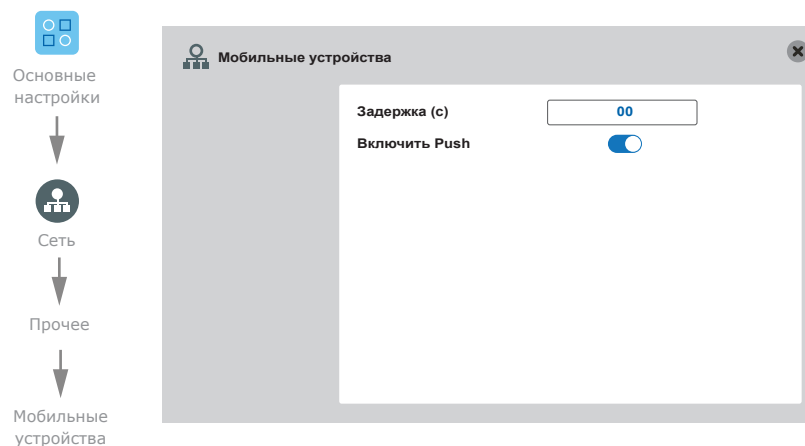 Основные
настройки
Сеть
Прочее
Мобильные
устройства
Мобильные устройства
Задержка (с)
00
Включить Push